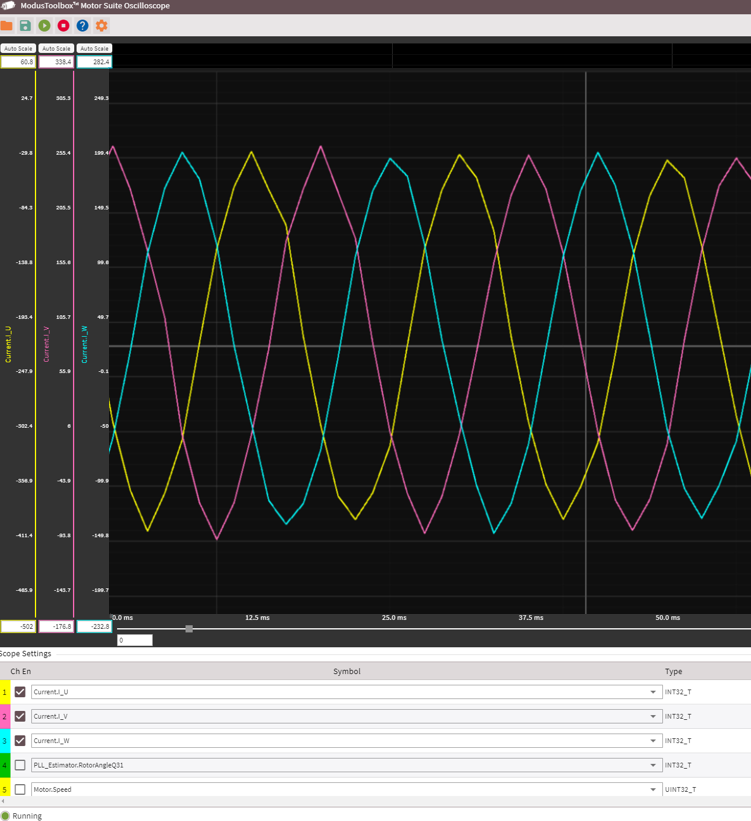 ModusToolbox™ Motor Suite Oscilloscope
Auto Scale Auto Scale Auto Scale
60.8 338.4 282.4
24.7 305.3 249.3
-29.8 255.4 199.4
-84.3 205.5 149.5
-138.8 155.6 99.6
-193.4 105.7 49.7
Current.I_U Current.I_V Current.I_W
-247.9 55.9 -0.1
-302.4 6 -50
-356.9 -43.9 -99.9
-411.4 -93.8 -149.8
-465.9 -143.7 -199.7
0.0 ms 12.5 ms 25.0 ms 37.5 ms 50.0 ms
-502 -176.8 -232.8
0
Scope Settings
Ch En Symbol Type
1 Current.I_U INT32_T
2 Current.I_V INT32_T
3 Current.I_W INT32_T
4 PLL_Estimator.RotorAngleQ31 INT32_T
5 Motor.Speed UINT32_T
Running